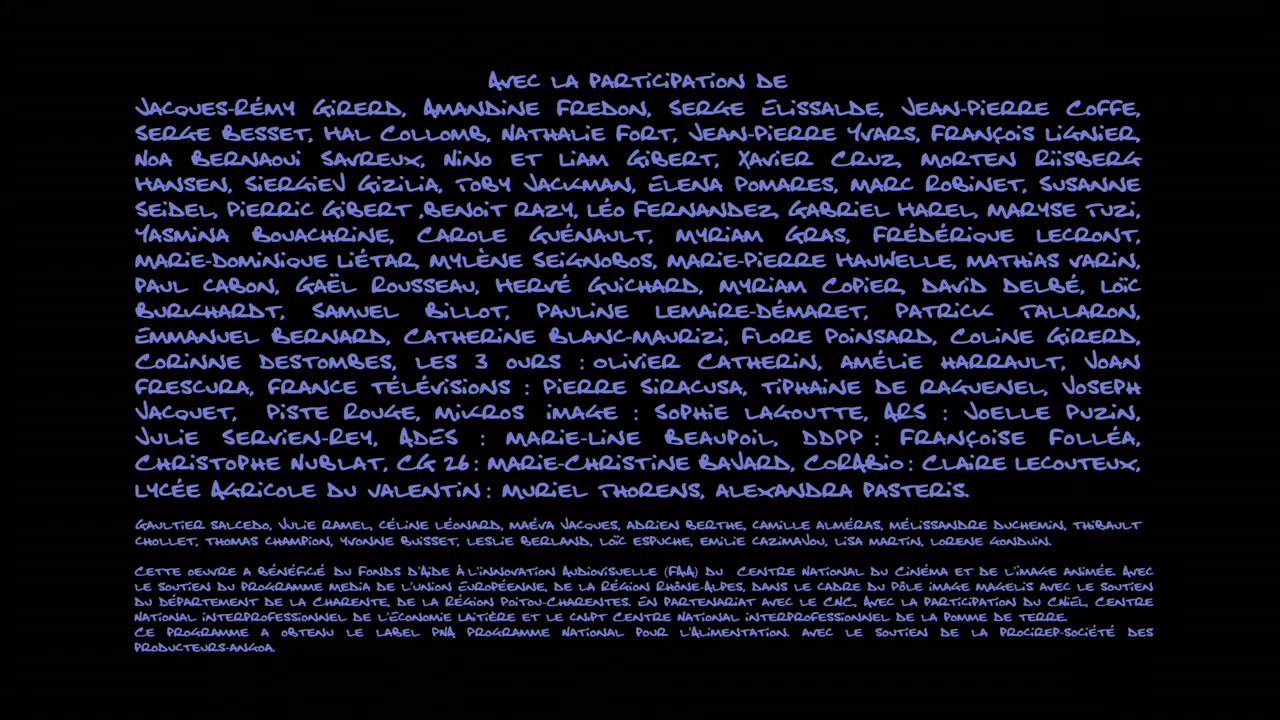 AVEC LA PARTICIPATION DE
JACQUES-RÉMY GIRERD, AMANDINE FREDON, SERGE ELISSALDE, JEAN-PIERRE COFFE,
SERGE BESSET, HAL COLLOMB, NATHALIE FORT, JEAN-PIERRE YVARS, FRANÇOIS LIGNIER,
NOA BERNAOUI SAVREUX, NINO ET LIAM GIBERT, XAVIER CRUZ, MORTEN RIISBERG
HANSEN, SIERGIEJ GIZILIA, TOBY JACKMAN, ELENA POMARES, MARC ROBINET, SUSANNE
SEIDEL, PIERRIC GIBERT ,BENOIT RAZY, LÉO FERNANDEZ, GABRIEL HAREL, MARYSE TUZI,
YASMINA BOUACHRINE, CAROLE GUÉNAULT, MYRIAM GRAS, FRÉDÉRIQUE LECRONT,
MARIE-DOMINIQUE LIÉTAR, MYLÈNE SEIGNOBOS, MARIE-PIERRE HAUWELLE, MATHIAS VARIN,
PAUL CABON, GAËL ROUSSEAU, HERVÉ GUICHARD, MYRIAM COPIER, DAVID DELBÉ, LOÏC
BURKHARDT, SAMUEL BILLOT, PAULINE LEMAIRE-DÉMARET, PATRICK TALLARON,
EMMANUEL BERNARD, CATHERINE BLANC-MAURIZI, FLORE POINSARD, COLINE GIRERD,
CORINNE DESTOMBES, LES 3 OURS : OLIVIER CATHERIN, AMÉLIE HARRAULT, JOAN
FRESCURA, FRANCE TÉLÉVISIONS : PIERRE SIRACUSA, TIPHAINE DE RAGUENEL, JOSEPH
JACQUET, PISTE ROUGE, MIKROS IMAGE : SOPHIE LAGOUTTE, ARS : JOELLE PUZIN,
JULIE SERVIEN-REY, ADES : MARIE-LINE BEAUPOIL, DDPP : FRANÇOISE FOLLÉA,
CHRISTOPHE NUBLAT, CG 26 : MARIE-CHRISTINE BAVARD, CORABIO : CLAIRE LECOUTEUX,
LYCÉE AGRICOLE DU VALENTIN : MURIEL THORENS, ALEXANDRA PASTERIS.
GAULTIER SALCEDO, JULIE RAMEL, CÉLINE LÉONARD, MAÉVA JACQUES, ADRIEN BERTHE, CAMILLE ALMÉRAS, MÉLISSANDRE DUCHEMIN, THIBAULT
CHOLLET, THOMAS CHAMPION, YVONNE BUISSET, LESLIE BERLAND, LOÏC ESPUCHE, EMILIE CAZIMAJOU, LISA MARTIN, LORENE GONDUIN.
CETTE OEUVRE A BÉNÉFICIÉ DU FONDS D'AIDE À L'INNOVATION AUDIOVISUELLE (FAIA) DU CENTRE NATIONAL DU CINÉMA ET DE L'IMAGE ANIMÉE. AVEC
LE SOUTIEN DU PROGRAMME MEDIA DE L'UNION EUROPÉENNE, DE LA RÉGION RHÔNE-ALPES, DANS LE CADRE DU PÔLE IMAGE MAGELIS AVEC LE SOUTIEN
DU DÉPARTEMENT DE LA CHARENTE, DE LA RÉGION POITOU-CHARENTES. EN PARTENARIAT AVEC LE CNC. AVEC LA PARTICIPATION DU CNIEL, CENTRE
NATIONAL INTERPROFESSIONNEL DE L'ÉCONOMIE LAITIÈRE ET LE CNIPT CENTRE NATIONAL INTERPROFESSIONNEL DE LA POMME DE TERRE.
CE PROGRAMME A OBTENU LE LABEL PNA PROGRAMME NATIONAL POUR L'ALIMENTATION. AVEC LE SOUTIEN DE LA PROCIREP-SOCIÉTÉ DES
PRODUCTEURS-ANGOA.